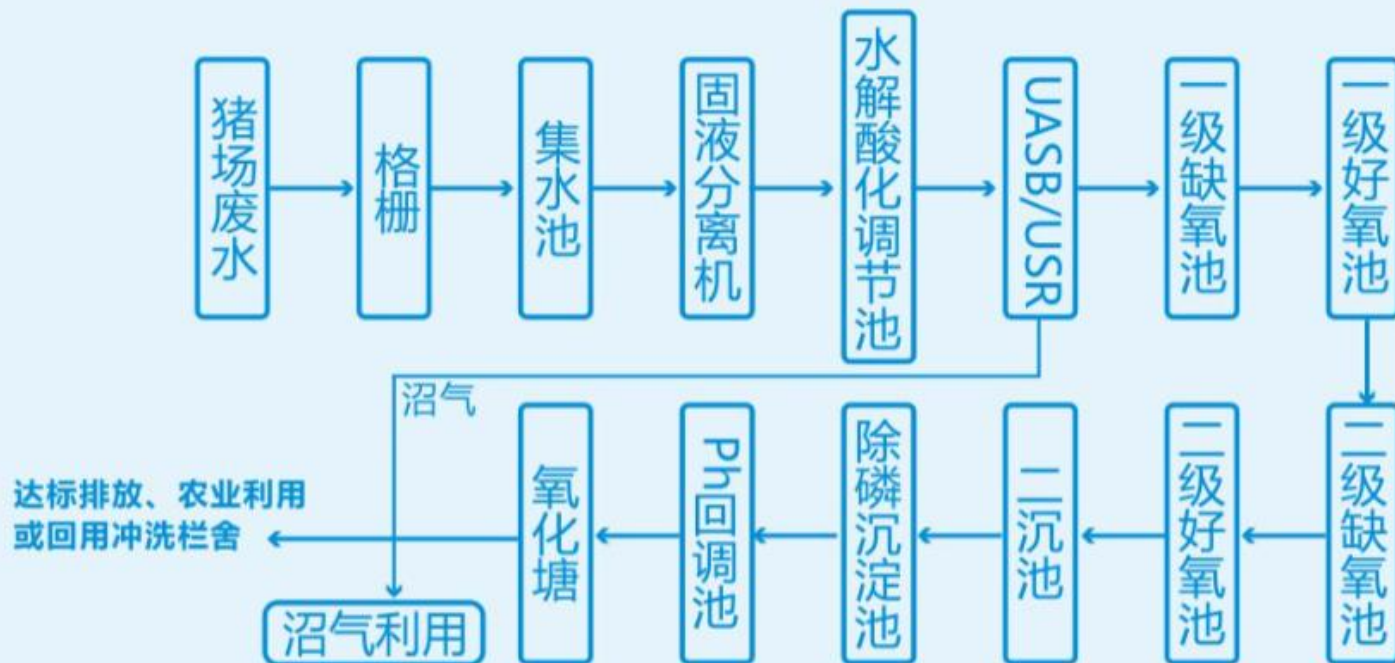 猪场废水
格栅
集水池
固液分离机
水解酸化调节池
UASB/USR
一级缺氧池
一级好氧池
沼气
二级缺氧池
二级好氧池
二沉池
除磷沉淀池
Ph回调池
氧化塘
达标排放、农业利用
或回用冲洗栏舍
沼气利用